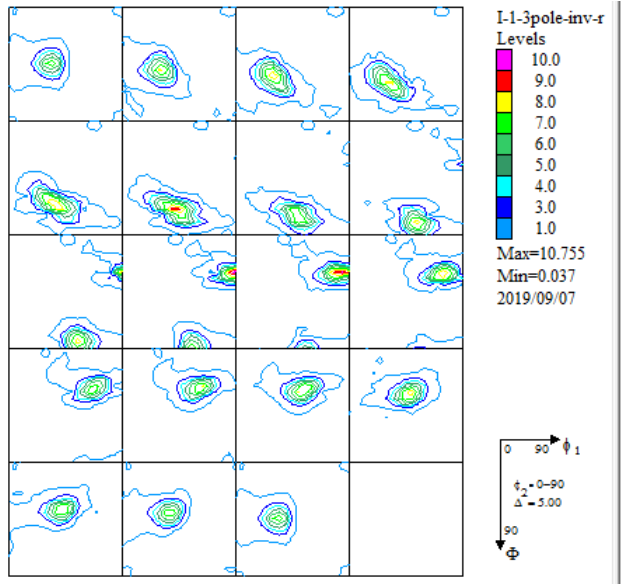 I-1-3pole-inv-r
Levels
10.0
9.0
8.0
7.0
6.0
5.0
4.0
3.0
1.0
Max=10.755
Min=0.037
2019/09/07
0 90 ϕ1
ϕ2=0-90
Δ=5.00
90
Φ